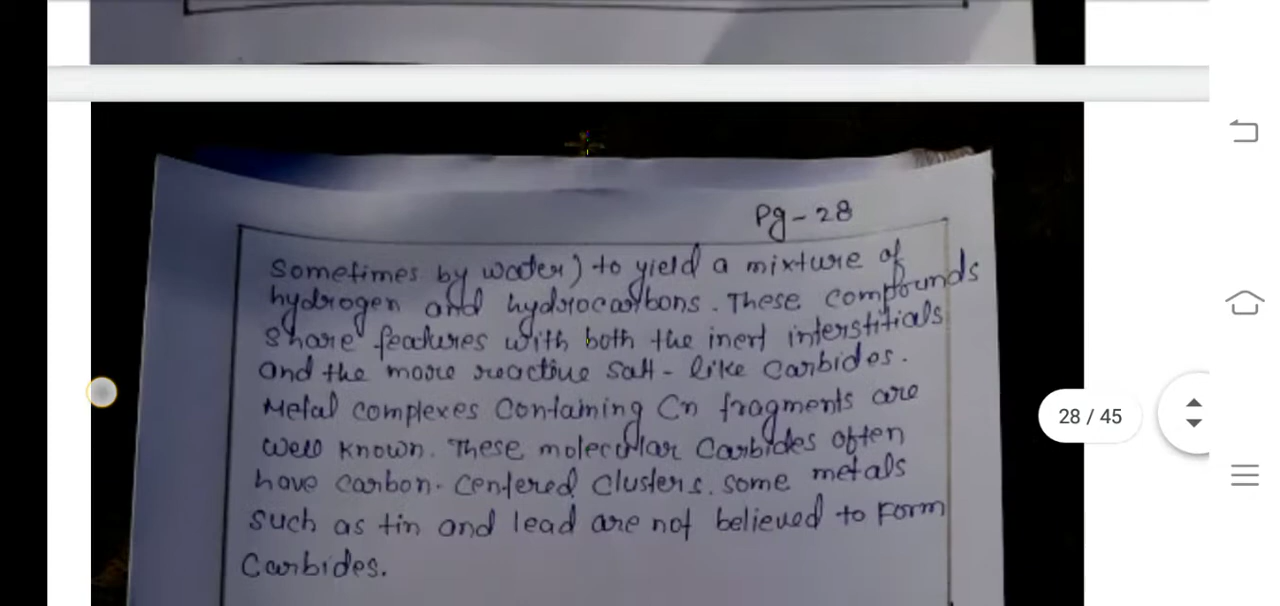 Pg - 28
sometimes by water) to yield a mixture of
hydrogen and hydrocarbons. These compounds
share features with both the inert interstitials
and the more reactive salt-like carbides.
Metal complexes containing Cn fragments are
well known. These molecular Carbides often
have carbon-centered clusters. some metals
such as tin and lead are not believed to form
Carbides.
28 / 45